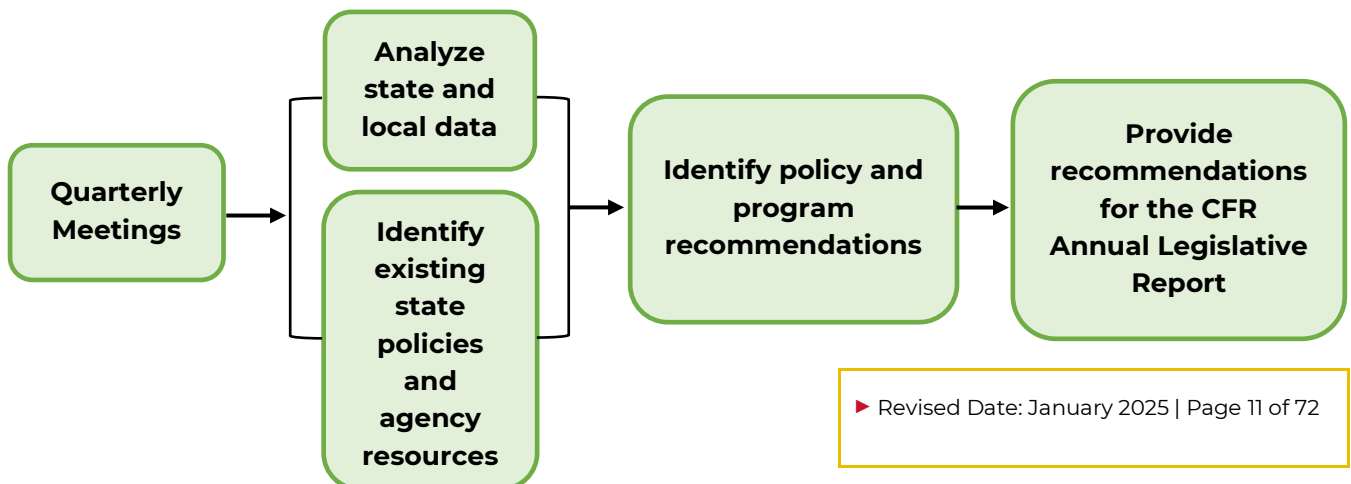 Quarterly
Meetings
Analyze
state and
local data
Identify
existing
state
policies
and
agency
resources
Identify policy and
program
recommendations
Provide
recommendations
for the CFR
Annual Legislative
Report
► Revised Date: January 2025 | Page 11 of 72